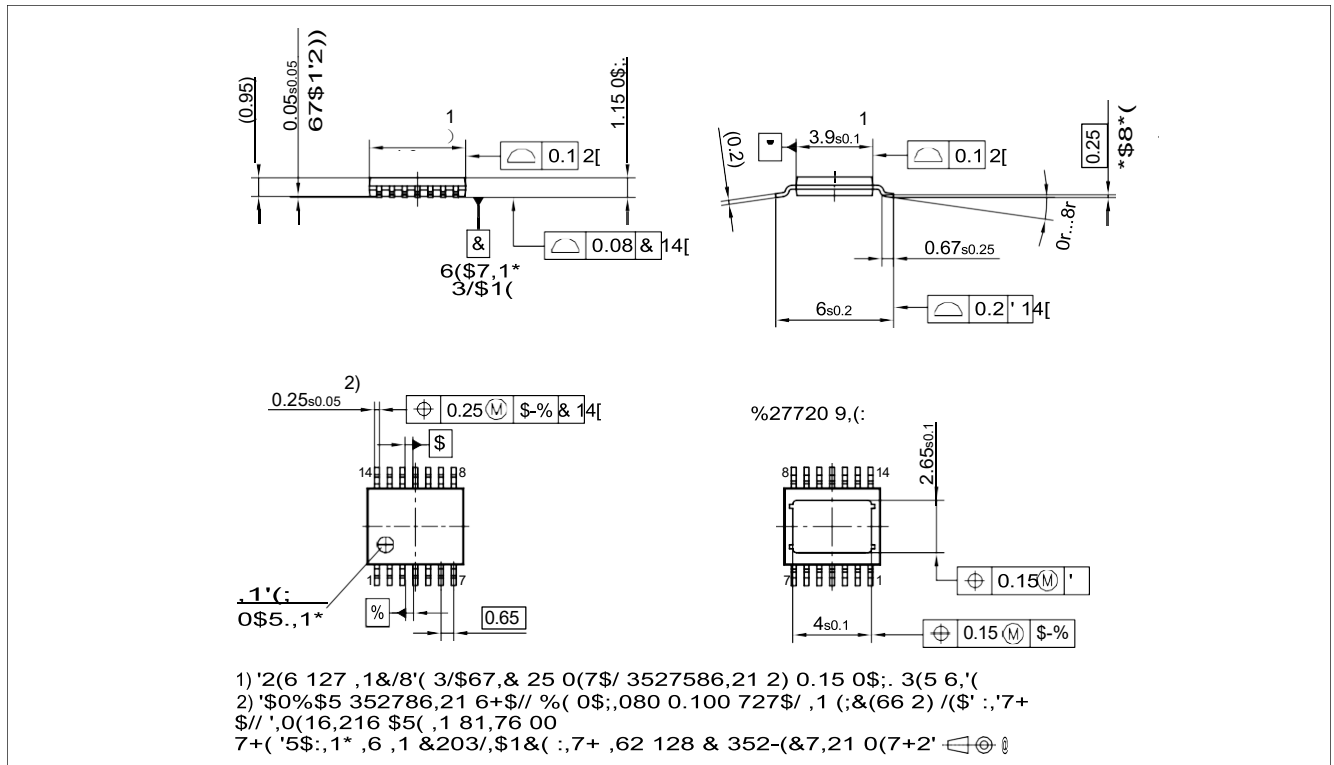 (0.95)
0.05s0.05
67$1'2))
1
)
0.1 2[
1.15 0$:.
&
6($7,1*
3/$1(
0.08 & 14[
(0.2)
1
3.9s0.1
0.1 2[
0.25
*$8*(
0r...8r
0.67s0.25
6s0.2
0.2 ' 14[
2)
0.25s0.05
0.25 M $-% & 14[
$
14 8
1 7
,1'(;
0$5.,1*
%
0.65
%27720 9,(:
2.65s0.1
8 14
7 1
0.15 M '
4s0.1
0.15 M $-%
1) '2(6 127 ,1&/8'( 3/$67,& 25 0(7$/ 3527586,21 2) 0.15 0$;. 3(5 6,'(
2) '$0%$5 352786,21 6+$// %( 0$;,080 0.100 727$/ ,1 (;&(66 2) /($' :,'7+
$// ',0(16,216 $5( ,1 81,76 00
7+( '5$:,1* ,6 ,1 &203/,$1&( :,7+ ,62 128 & 352-(&7,21 0(7+2'